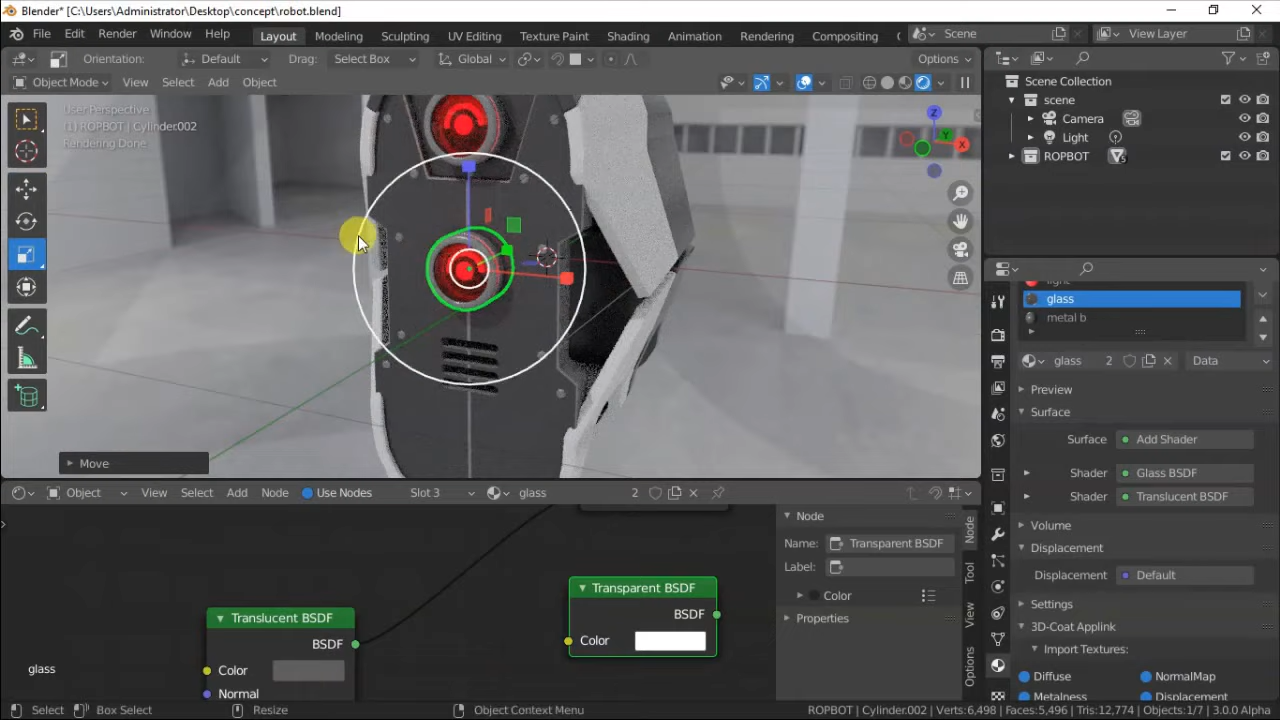 Blender* [C:\Users\Administrator\Desktop\concept\robot.blend]
File Edit Render Window Help Layout Modeling Sculpting UV Editing Texture Paint Shading Animation Rendering Compositing Scene View Layer
Orientation: Default Drag: Select Box Global Options
Object Mode View Select Add Object
User Perspective
(1) ROPBOT | Cylinder.002
Rendering Done
Z
Y
X
Move
Scene Collection
scene
Camera
Light
ROPBOT
5
light
glass
metal b
glass 2 Data
Preview
Surface
Surface Add Shader
Shader Glass BSDF
Shader Translucent BSDF
Volume
Displacement
Displacement Default
Settings
3D-Coat Applink
Import Textures:
Diffuse NormalMap
Metalness Displacement
Object View Select Add Node Use Nodes Slot 3 glass 2
Node
Name: Transparent BSDF
Label:
Color
Properties
Node
Tool
View
Options
Transparent BSDF
BSDF
Color
Translucent BSDF
BSDF
Color
Normal
glass
Select Box Select Resize Object Context Menu ROPBOT | Cylinder.002 | Verts:6,498 | Faces:5,496 | Tris:12,774 | Objects:1/7 | 3.0.0 Alpha